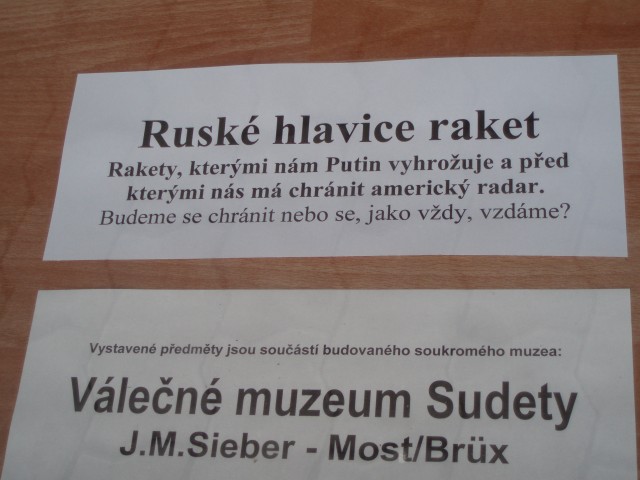 Ruské hlavice raket
Rakety, kterými nám Putin vyhrožuje a před
kterými nás má chránit americký radar.
Budeme se chránit nebo se, jako vždy, vzdáme?
Vystavené předměty jsou součástí budovaného soukromého muzea:
Válečné muzeum Sudety
J.M.Sieber - Most/Brüx